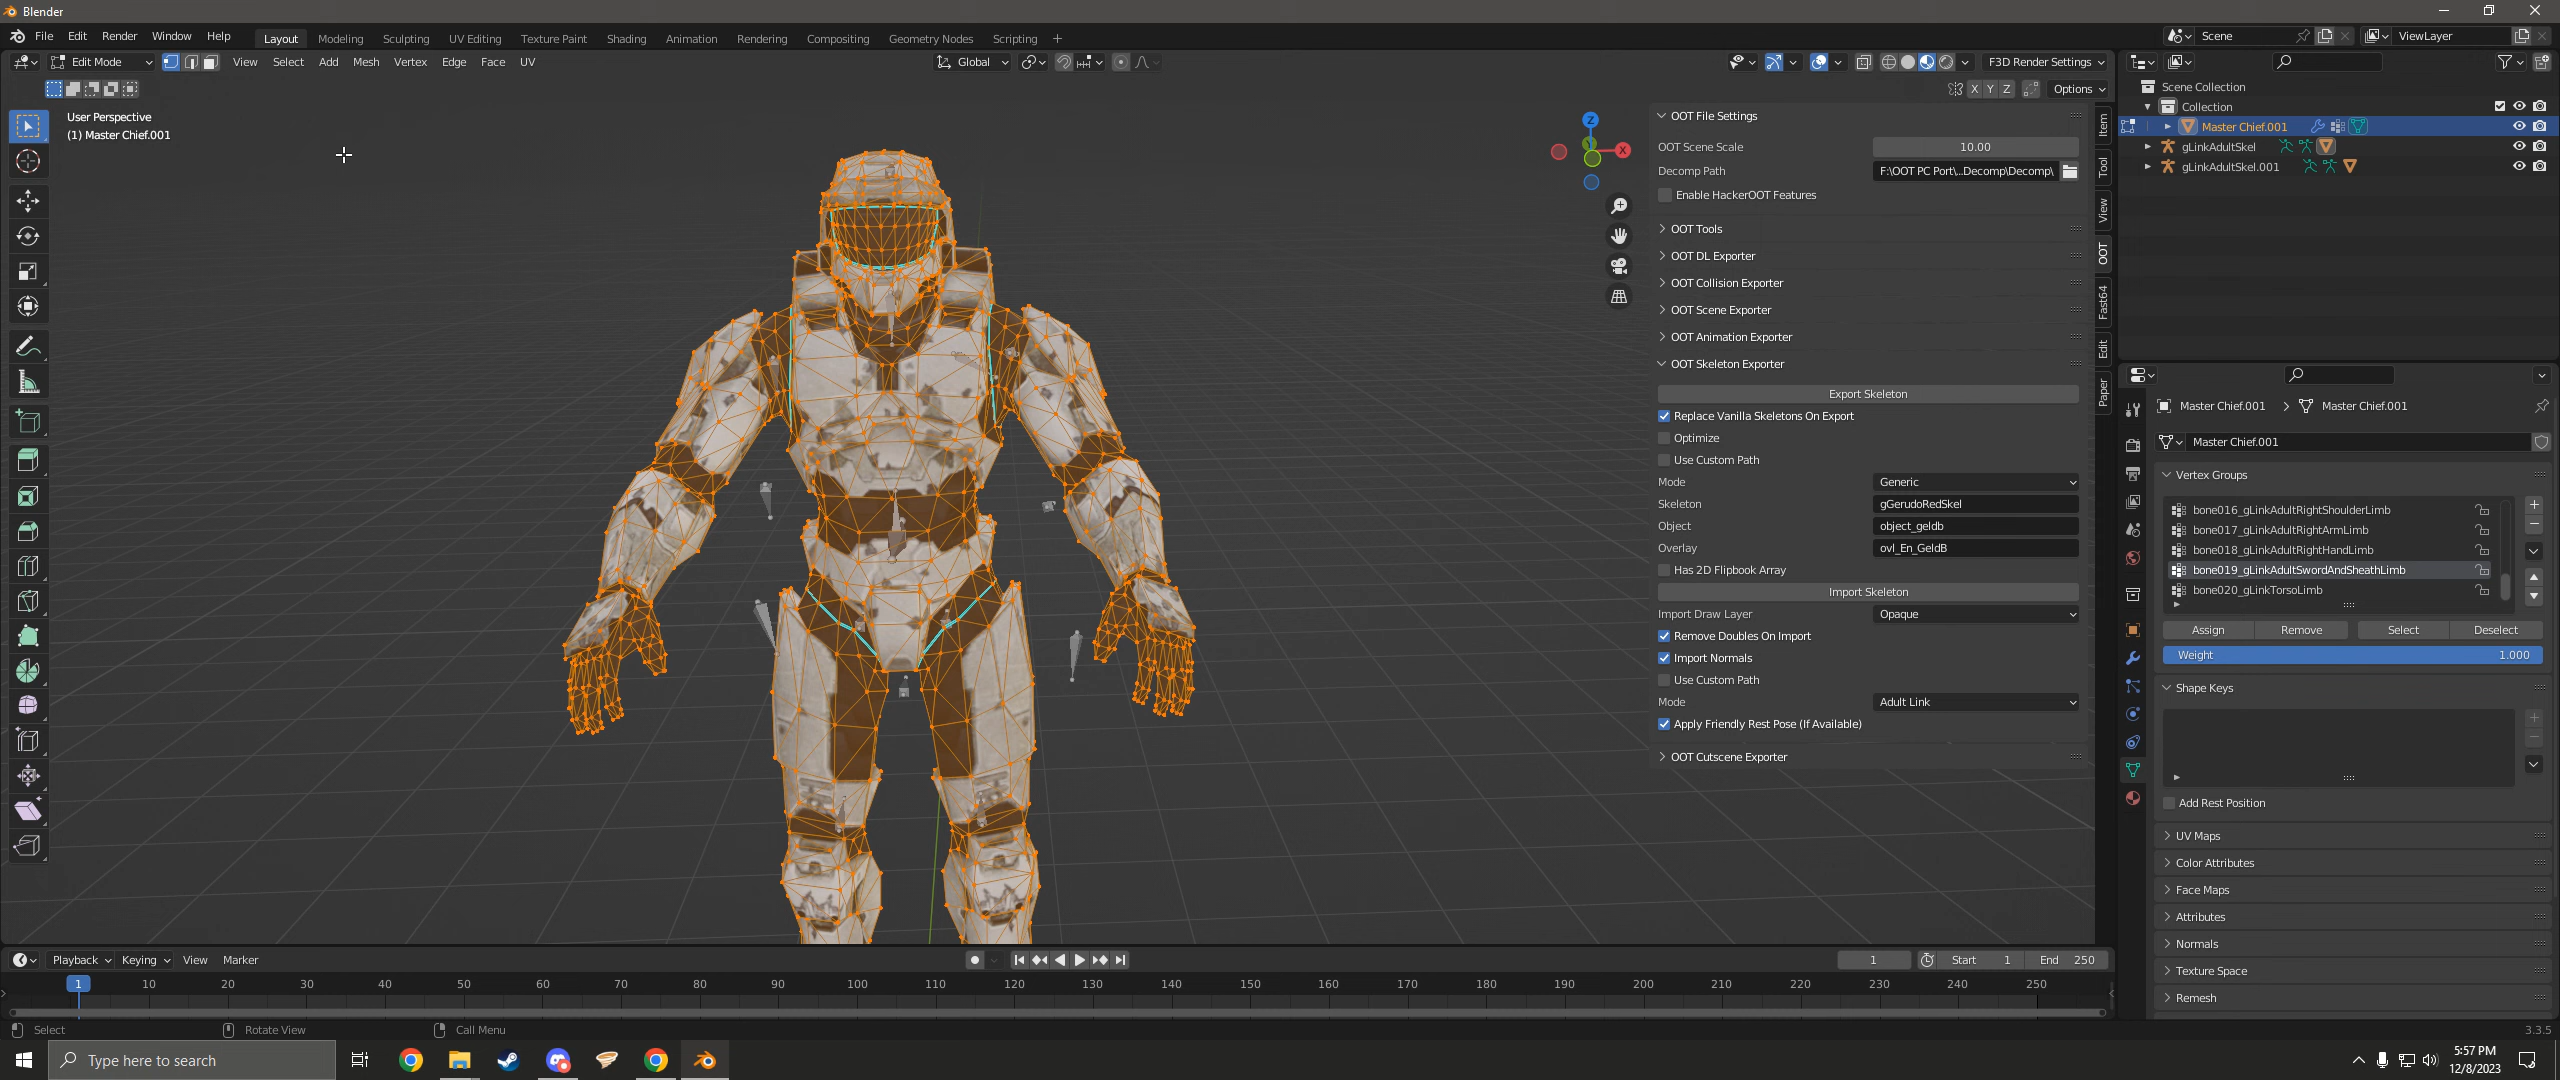 Blender
File Edit Render Window Help
Layout Modeling Sculpting UV Editing Texture Paint Shading Animation Rendering Compositing Geometry Nodes Scripting +
Scene
ViewLayer
Edit Mode View Select Add Mesh Vertex Edge Face UV
Global
F3D Render Settings
X Y Z Options
User Perspective
(1) Master Chief.001
Z
Y
X
OOT File Settings
OOT Scene Scale 10.00
Decomp Path F:\OOT PC Port\...Decomp\Decomp\
Enable HackerOOT Features
OOT Tools
OOT DL Exporter
OOT Collision Exporter
OOT Scene Exporter
OOT Animation Exporter
OOT Skeleton Exporter
Export Skeleton
Replace Vanilla Skeletons On Export
Optimize
Use Custom Path
Mode Generic
Skeleton gGerudoRedSkel
Object object_geldb
Overlay ovl_En_GeldB
Has 2D Flipbook Array
Import Skeleton
Import Draw Layer Opaque
Remove Doubles On Import
Import Normals
Use Custom Path
Mode Adult Link
Apply Friendly Rest Pose (If Available)
OOT Cutscene Exporter
Item
Tool
View
OOT
Fast64
Edit
Paper
Scene Collection
Collection
Master Chief.001
gLinkAdultSkel
gLinkAdultSkel.001
Master Chief.001 > Master Chief.001
Master Chief.001
Vertex Groups
bone016_gLinkAdultRightShoulderLimb
bone017_gLinkAdultRightArmLimb
bone018_gLinkAdultRightHandLimb
bone019_gLinkAdultSwordAndSheathLimb
bone020_gLinkTorsoLimb
Assign Remove Select Deselect
Weight 1.000
Shape Keys
Add Rest Position
UV Maps
Color Attributes
Face Maps
Attributes
Normals
Texture Space
Remesh
Playback Keying View Marker
1 Start 1 End 250
1 10 20 30 40 50 60 70 80 90 100 110 120 130 140 150 160 170 180 190 200 210 220 230 240 250
Select Rotate View Call Menu
3.3.5
Type here to search
5:57 PM
12/8/2023